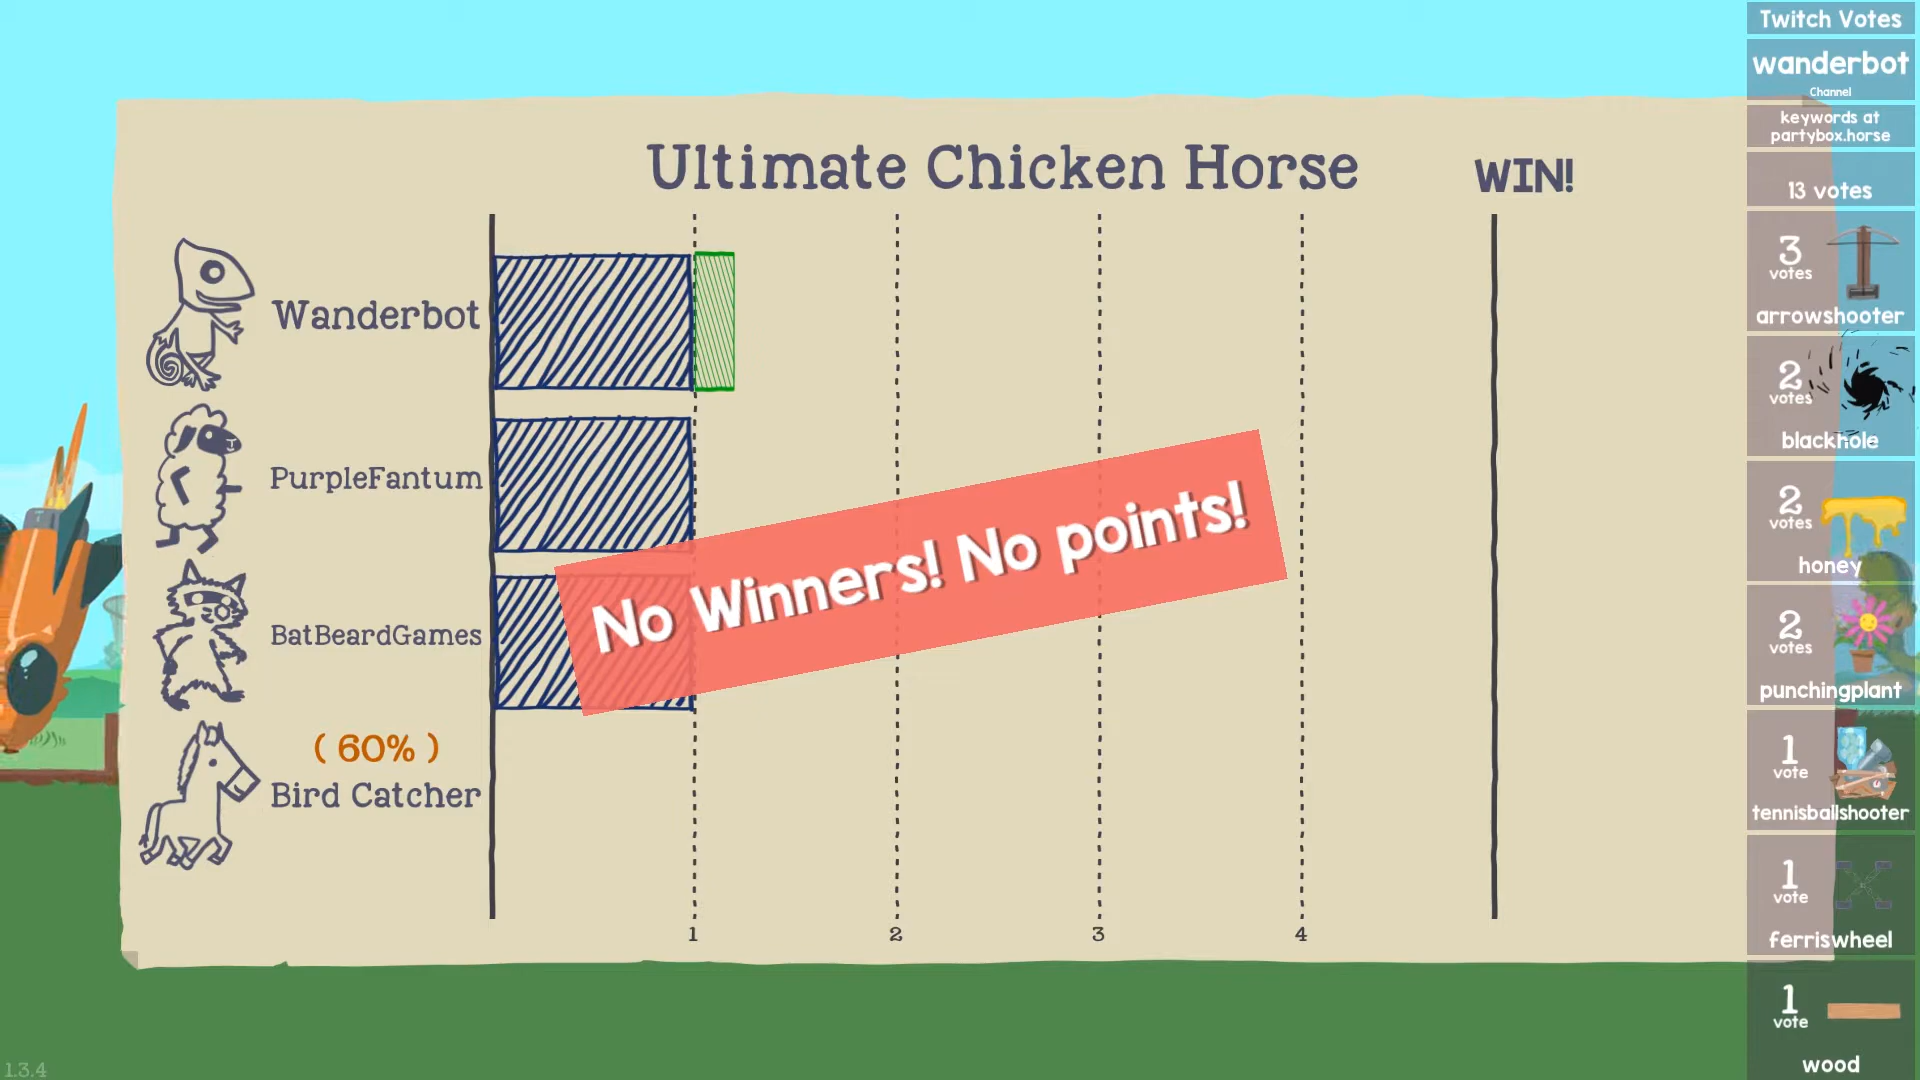 Ultimate Chicken Horse
WIN!
Wanderbot
PurpleFantum
BatBeardGames
( 60% )
Bird Catcher
No Winners! No points!
1
2
3
4
1.3.4
Twitch Votes
wanderbot
Channel
keywords at
partybox.horse
13 votes
3
votes
arrowshooter
2
votes
blackhole
2
votes
honey
2
votes
punchingplant
1
vote
tennisballshooter
1
vote
ferriswheel
1
vote
wood